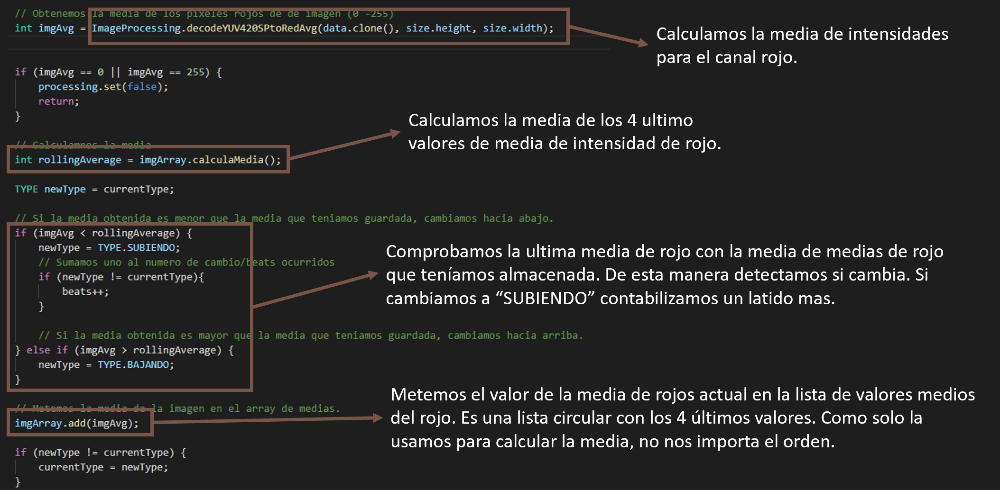 // Obtenemos la media de los pixeles rojos de de imagen (0 -255)
int imgAvg = ImageProcessing.decodeYUV420SPtoRedAvg(data.clone(), size.height, size.width);
Calculamos la media de intensidades
para el canal rojo.
if (imgAvg == 0 || imgAvg == 255) {
processing.set(false);
return;
}
Calculamos la media de los 4 ultimo
valores de media de intensidad de rojo.
// Calculamnos la media
int rollingAverage = imgArray.calculaMedia();
TYPE newType = currentType;
// Si la media obtenida es menor que la media que teniamos guardada, cambiamos hacia abajo.
if (imgAvg < rollingAverage) {
newType = TYPE.SUBIENDO;
// Sumamos uno al numero de cambio/beats ocurridos
if (newType != currentType){
beats++;
}
Comprobamos la ultima media de rojo con la media de medias de rojo
que teníamos almacenada. De esta manera detectamos si cambia. Si
cambiamos a “SUBIENDO” contabilizamos un latido mas.
// Si la media obtenida es mayor que la media que teniamos guardada, cambiamos hacia arriba.
} else if (imgAvg > rollingAverage) {
newType = TYPE.BAJANDO;
}
// Metemos la media de la imagen en el array de medias.
imgArray.add(imgAvg);
Metemos el valor de la media de rojos actual en la lista de valores medios
del rojo. Es una lista circular con los 4 últimos valores. Como solo la
usamos para calcular la media, no nos importa el orden.
if (newType != currentType) {
currentType = newType;
}